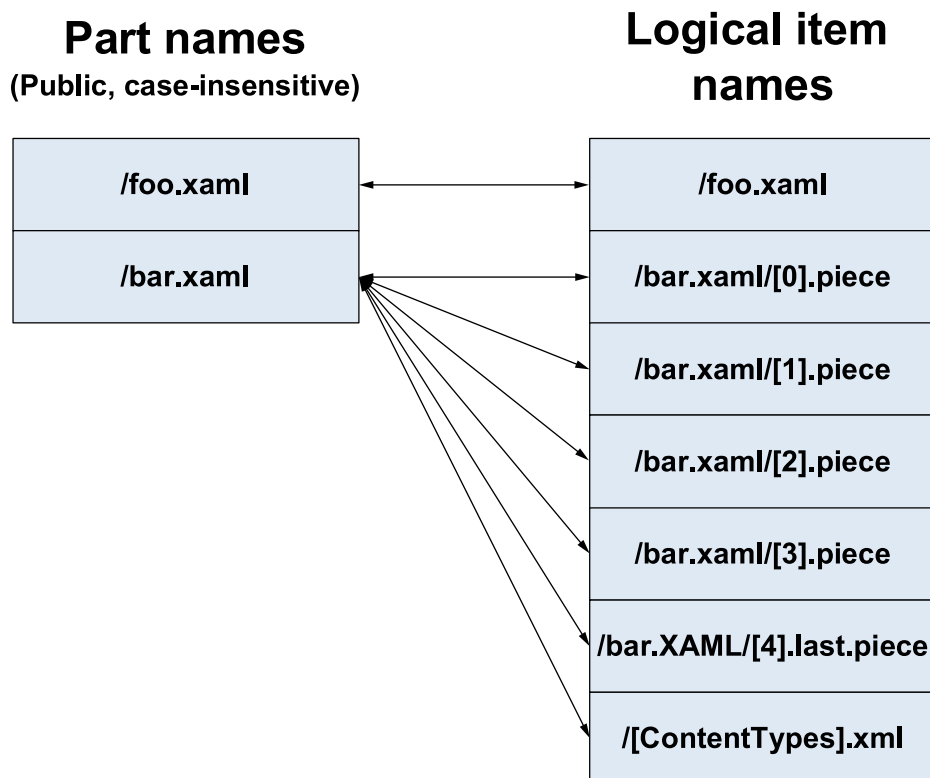 Part names
(Public, case-insensitive)
Logical item
names
/foo.xaml
/bar.xaml
/foo.xaml
/bar.xaml/[0].piece
/bar.xaml/[1].piece
/bar.xaml/[2].piece
/bar.xaml/[3].piece
/bar.XAML/[4].last.piece
/[ContentTypes].xml